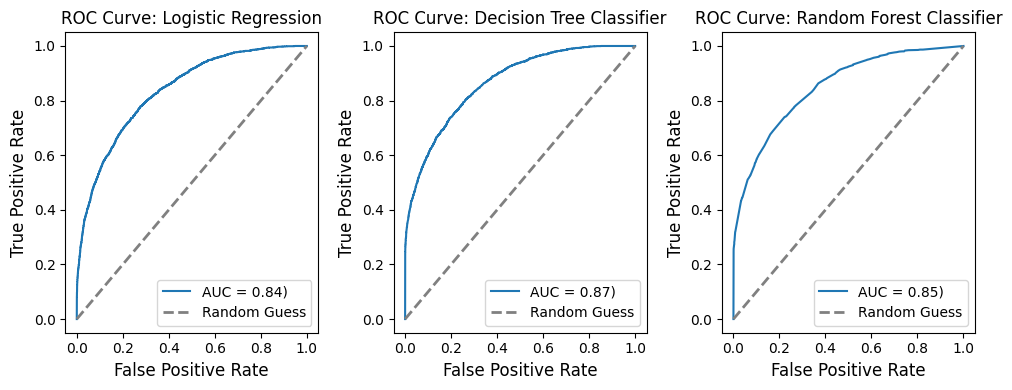 ROC Curve: Logistic Regression
True Positive Rate
1.0
0.8
0.6
0.4
0.2
0.0
AUC = 0.84)
Random Guess
0.0 0.2 0.4 0.6 0.8 1.0
False Positive Rate
ROC Curve: Decision Tree Classifier
True Positive Rate
1.0
0.8
0.6
0.4
0.2
0.0
AUC = 0.87)
Random Guess
0.0 0.2 0.4 0.6 0.8 1.0
False Positive Rate
ROC Curve: Random Forest Classifier
True Positive Rate
1.0
0.8
0.6
0.4
0.2
0.0
AUC = 0.85)
Random Guess
0.0 0.2 0.4 0.6 0.8 1.0
False Positive Rate